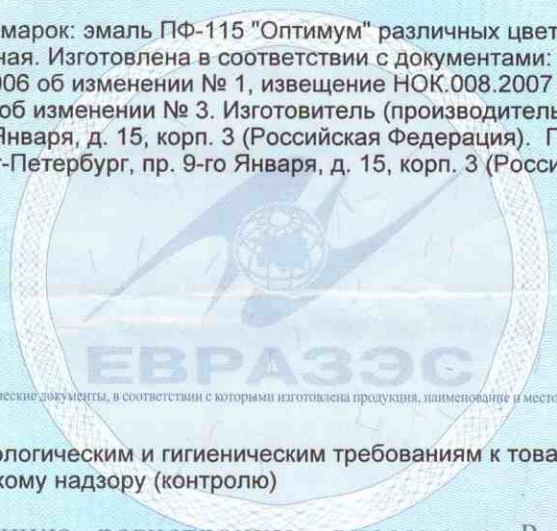 марок: эмаль ПФ-115 "Оптимум" различных цвет
ная. Изготовлена в соответствии с документами:
006 об изменении № 1, извещение НОК.008.2007
об изменении № 3. Изготовитель (производитель
Января, д. 15, корп. 3 (Российская Федерация). Г
т-Петербург, пр. 9-го Января, д. 15, корп. 3 (Росси
ЕВРАЗЭС
ческие документы, в соответствии с которыми изготовлена продукция, наименование и место
ологическим и гигиеническим требованиям к това
кому надзору (контролю)